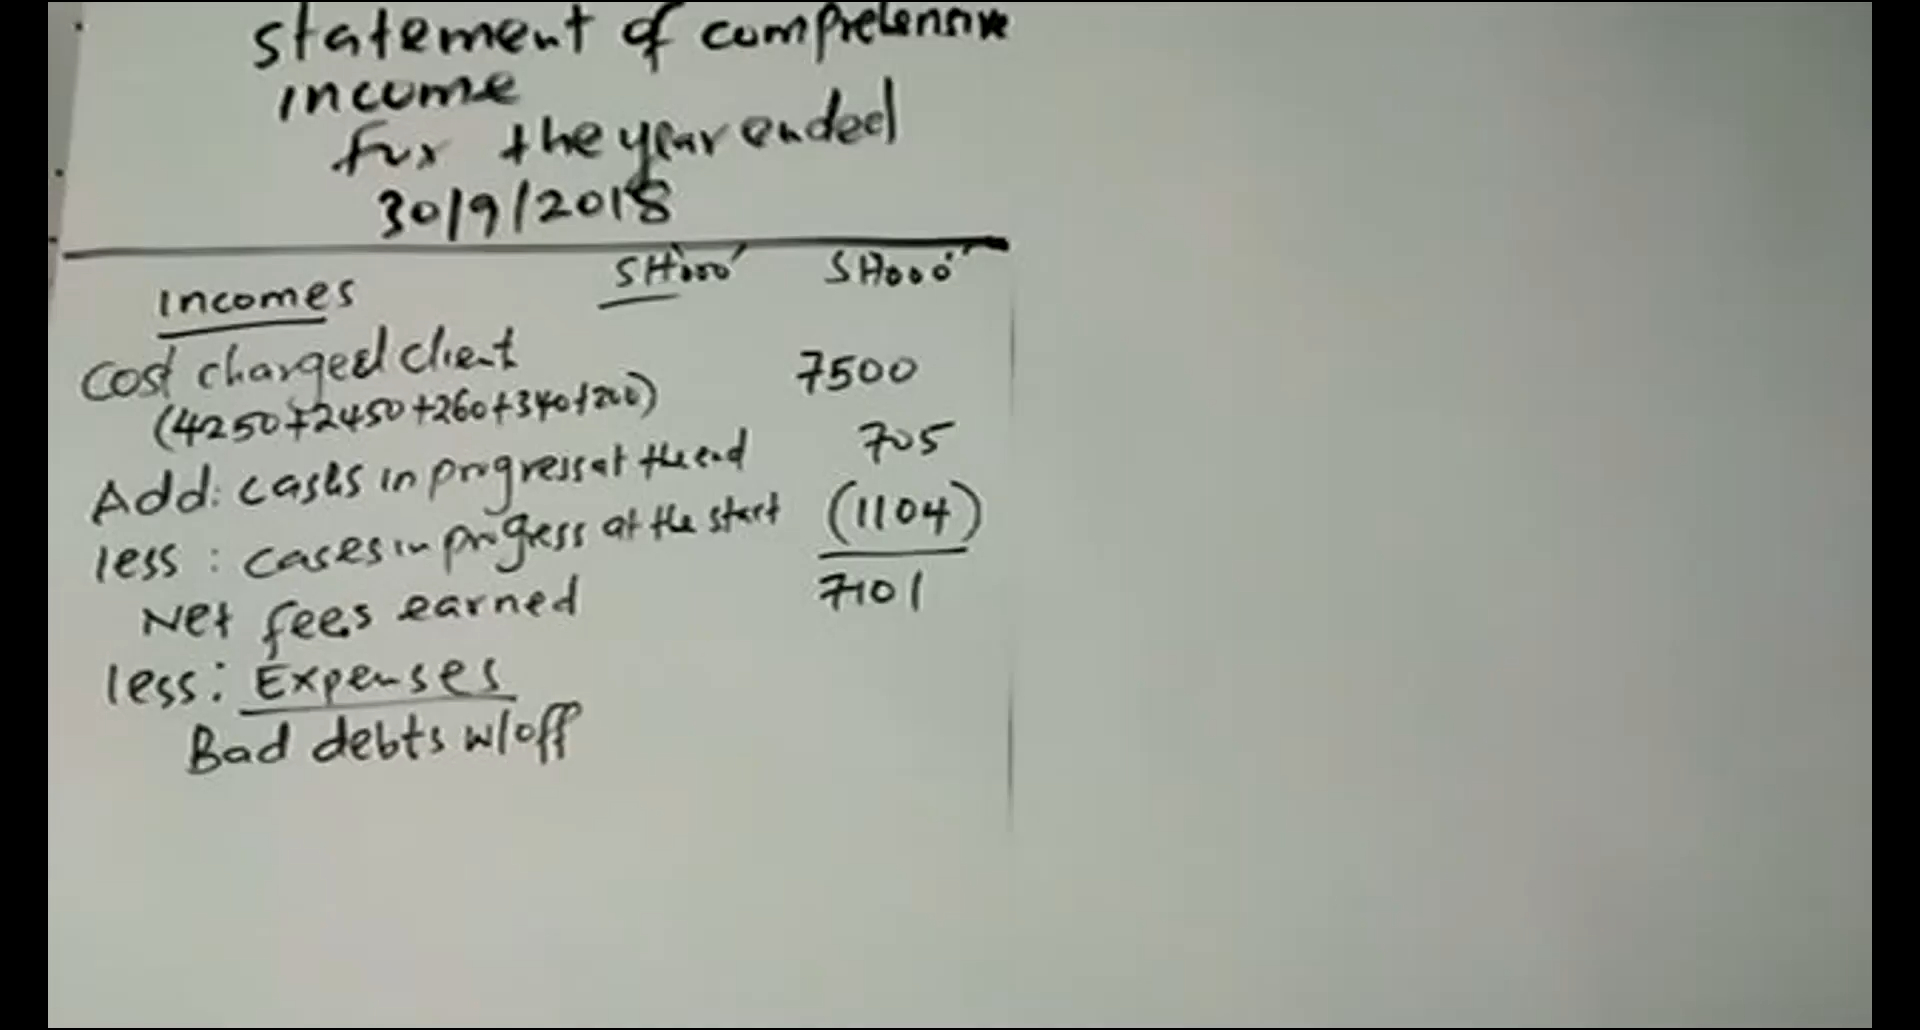 statement of comprehensive
income
for the year ended
30/9/2018
Incomes SH'000' SH000'
Cost charged client 7500
(4250+2450+260+340+200)
Add: cases in progress at the end 705
less: cases in progress at the start (1104)
Net fees earned 7101
less: Expenses
Bad debts w/off